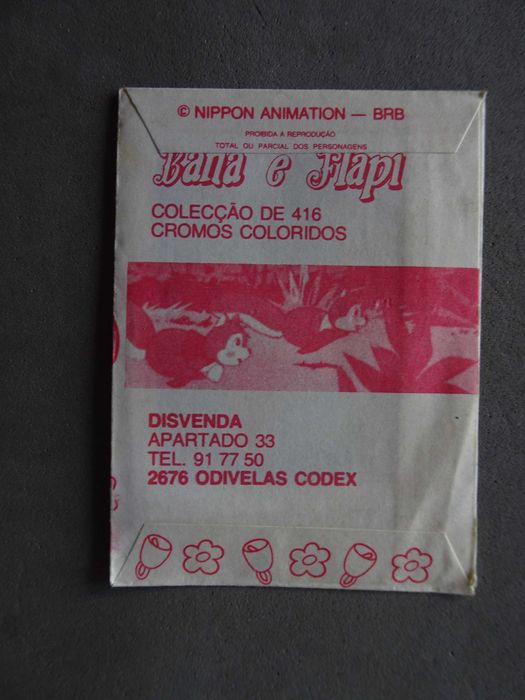 © NIPPON ANIMATION — BRB
PROIBIDA A REPRODUÇÃO
TOTAL OU PARCIAL DOS PERSONAGENS
Bana e Flapi
COLECÇÃO DE 416
CROMOS COLORIDOS
DISVENDA
APARTADO 33
TEL. 91 77 50
2676 ODIVELAS CODEX